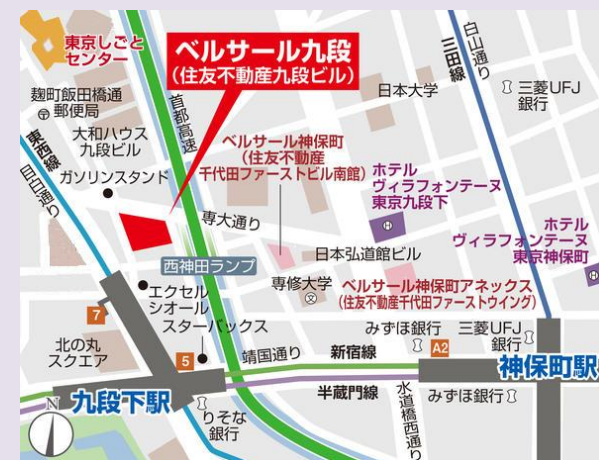 東京しごと
センター
ベルサール九段
(住友不動産九段ビル)
白山通り
三田線
日本大学
三菱UFJ
銀行
麹町飯田橋通
郵便局
首都高速
大和ハウス
九段ビル
東西線
目白通り
ガソリンスタンド
ベルサール神保町
(住友不動産
千代田ファーストビル南館)
ホテル
ヴィラフォンテーヌ
東京九段下
H
専大通り
ホテル
ヴィラフォンテーヌ
東京神保町
H
日本弘道館ビル
西神田ランプ
専修大学
文
ベルサール神保町アネックス
(住友不動産千代田ファーストウイング)
エクセル
シオール
スターバックス
7
北の丸
スクエア
5
靖国通り
新宿線
みずほ銀行
A2
三菱UFJ
銀行
神保町駅
九段下駅
半蔵門線
みずほ銀行
水道橋西通り
りそな
銀行
N